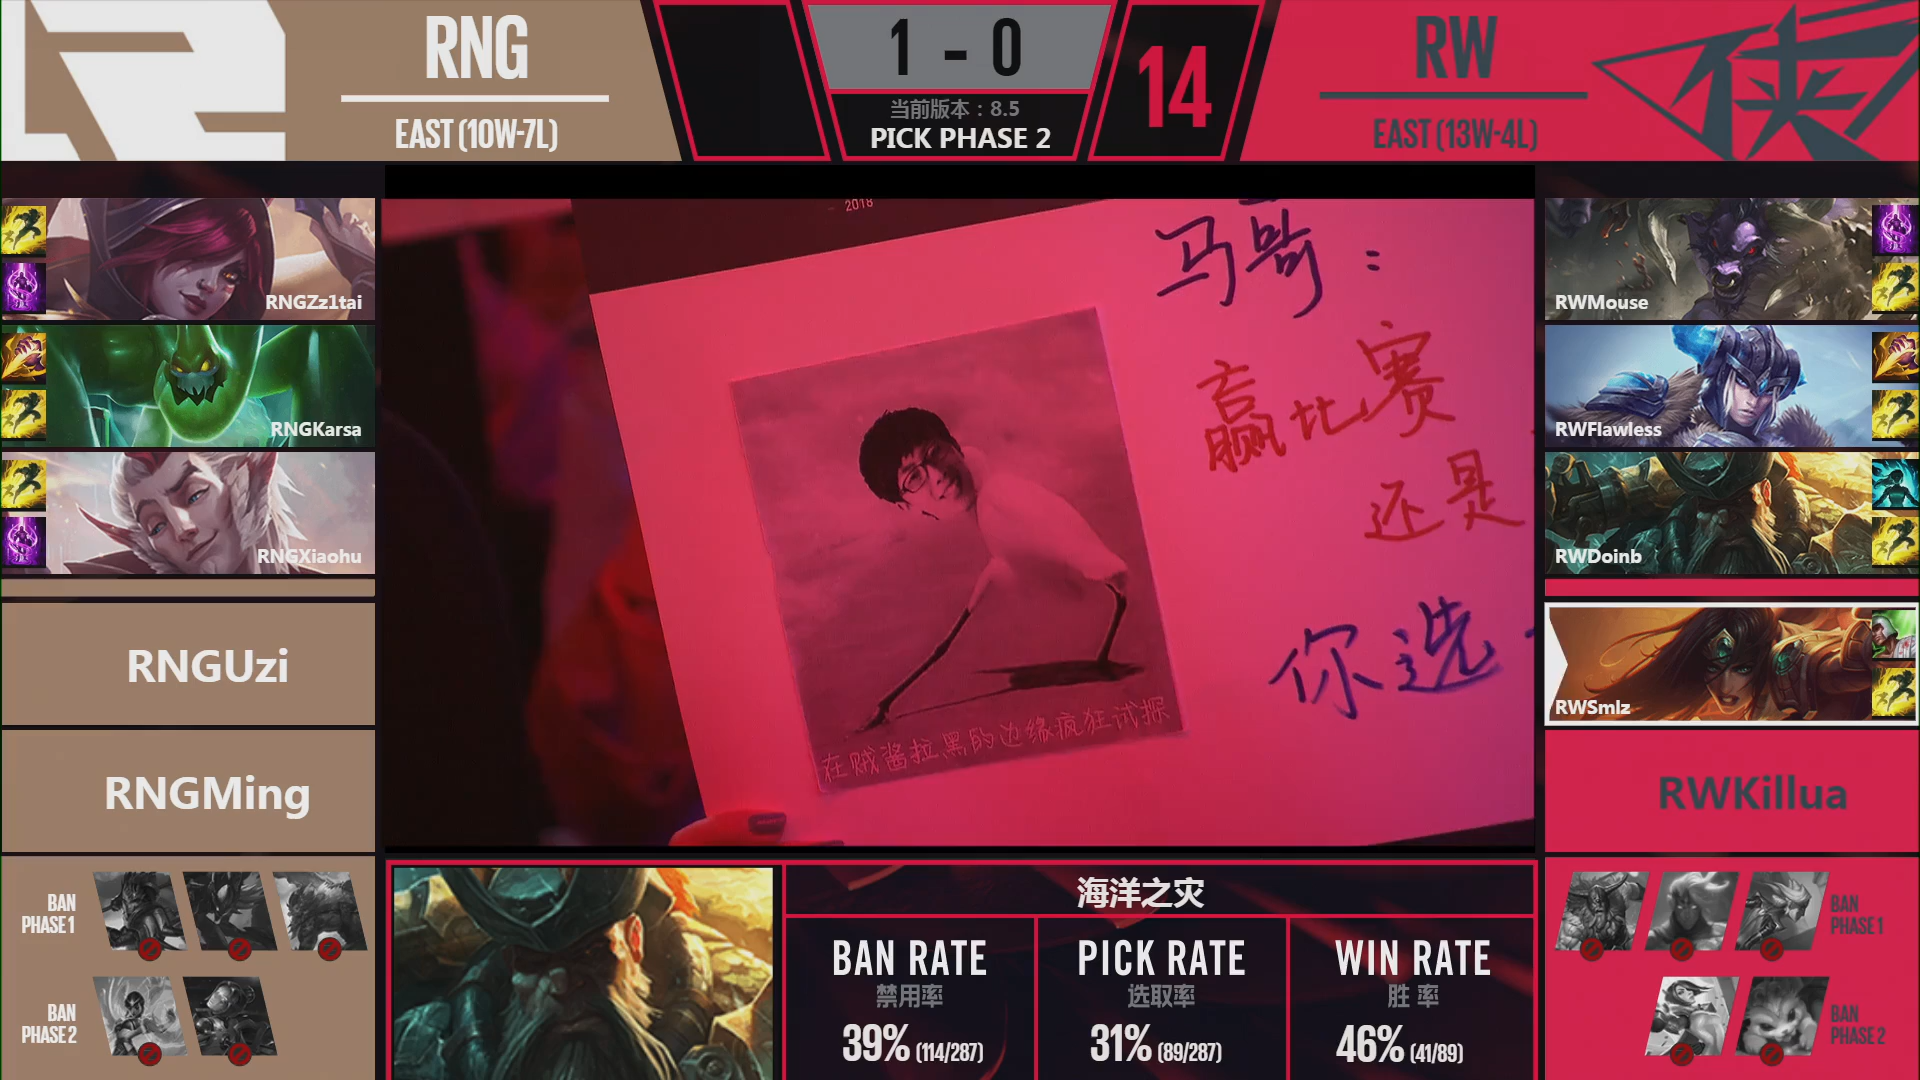 RNG
EAST (10W-7L)
1 - 0
当前版本：8.5
PICK PHASE 2
14
RW
EAST (13W-4L)
侠
RNGZz1tai
RNGKarsa
RNGXiaohu
RNGUzi
RNGMing
BAN
PHASE 1
BAN
PHASE 2
2018
马哥：
赢比赛
还是
你选
在贼酱拉黑的边缘疯狂试探
RWMouse
RWFlawless
RWDoinb
RWSmlz
RWKillua
BAN
PHASE 1
BAN
PHASE 2
海洋之灾
BAN RATE
禁用率
39% (114/287)
PICK RATE
选取率
31% (89/287)
WIN RATE
胜 率
46% (41/89)